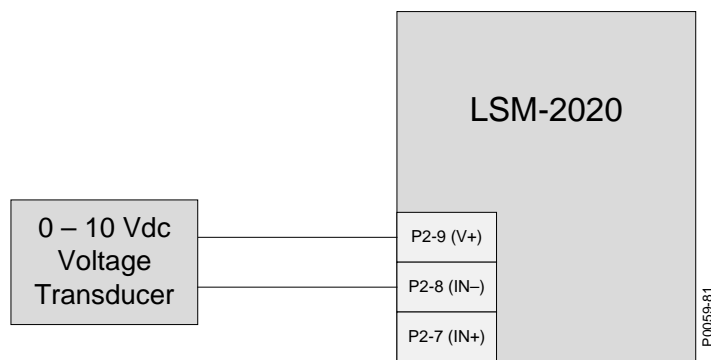 LSM-2020
0 – 10 Vdc
Voltage
Transducer
P2-9 (V+)
P2-8 (IN–)
P2-7 (IN+)
P0059-81